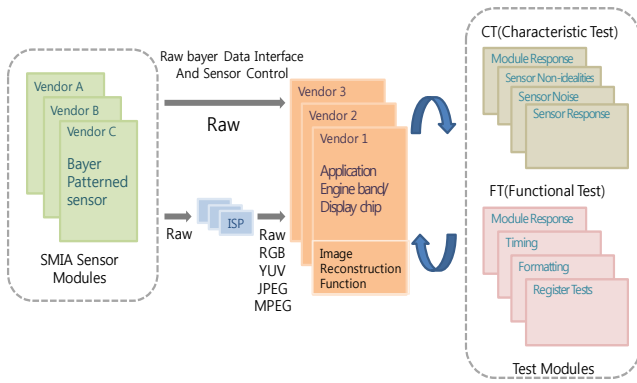 Raw bayer Data Interface
And Sensor Control
Raw
Vendor A
Vendor B
Vendor C
Bayer
Patterned
sensor
SMIA Sensor
Modules
Raw
ISP
Raw
RGB
YUV
JPEG
MPEG
Vendor 3
Vendor 2
Vendor 1
Application
Engine band/
Display chip
Image
Reconstruction
Function
CT(Characteristic Test)
Module Response
Sensor Non-idealities
Sensor Noise
Sensor Response
FT(Functional Test)
Module Response
Timing
Formatting
Register Tests
Test Modules